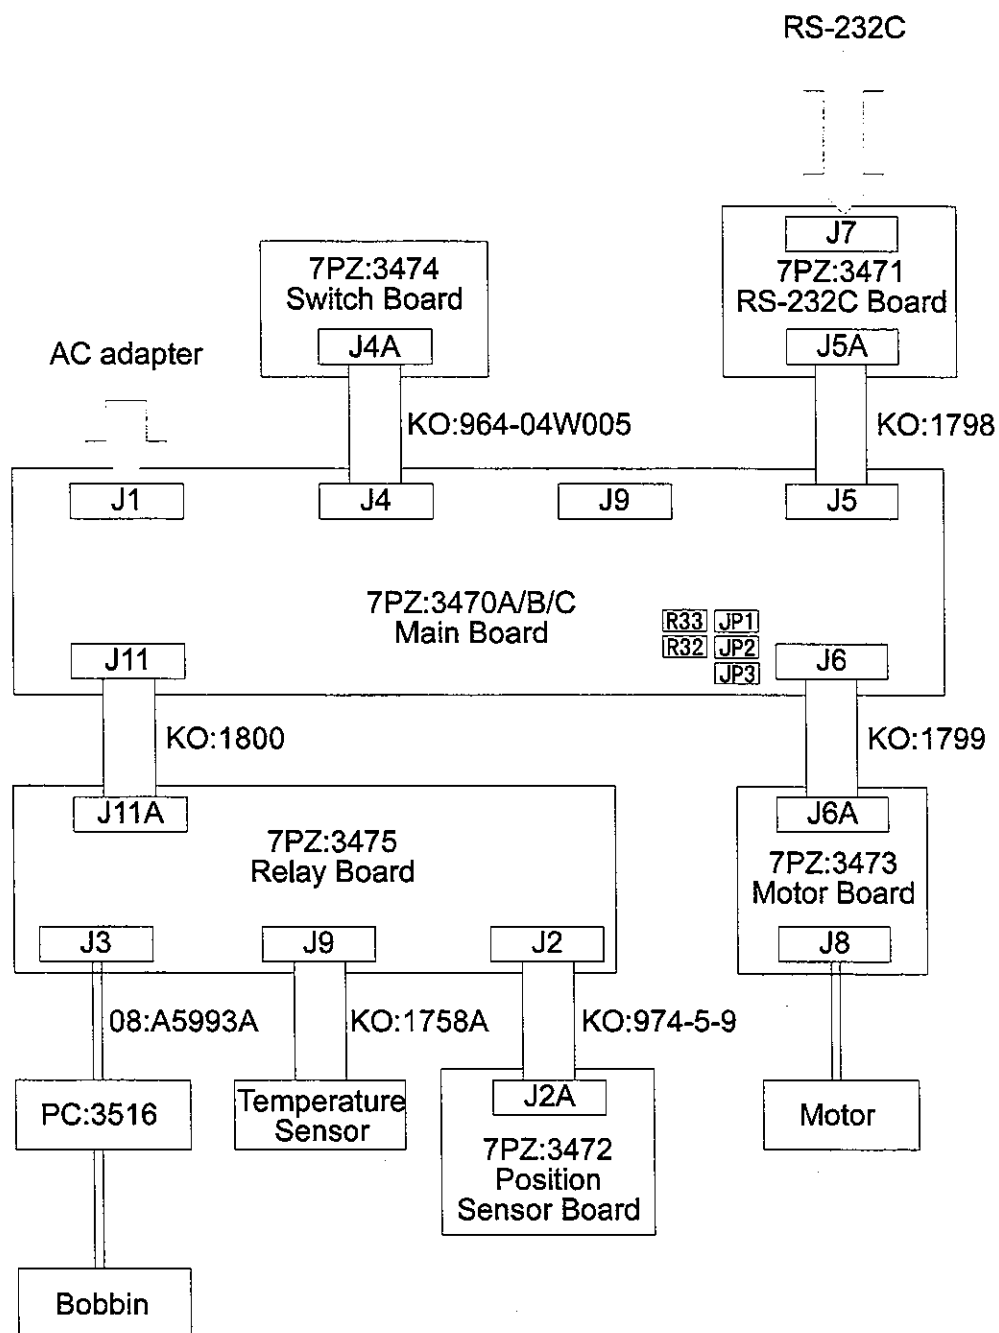 RS-232C
J7
7PZ:3471
RS-232C Board
J5A
7PZ:3474
Switch Board
J4A
AC adapter
KO:964-04W005
KO:1798
J1
J4
J9
J5
7PZ:3470A/B/C
Main Board
R33
JP1
R32
JP2
JP3
J11
J6
KO:1800
KO:1799
J11A
7PZ:3475
Relay Board
J6A
7PZ:3473
Motor Board
J3
J9
J2
J8
08:A5993A
KO:1758A
KO:974-5-9
PC:3516
Temperature
Sensor
J2A
7PZ:3472
Position
Sensor Board
Motor
Bobbin